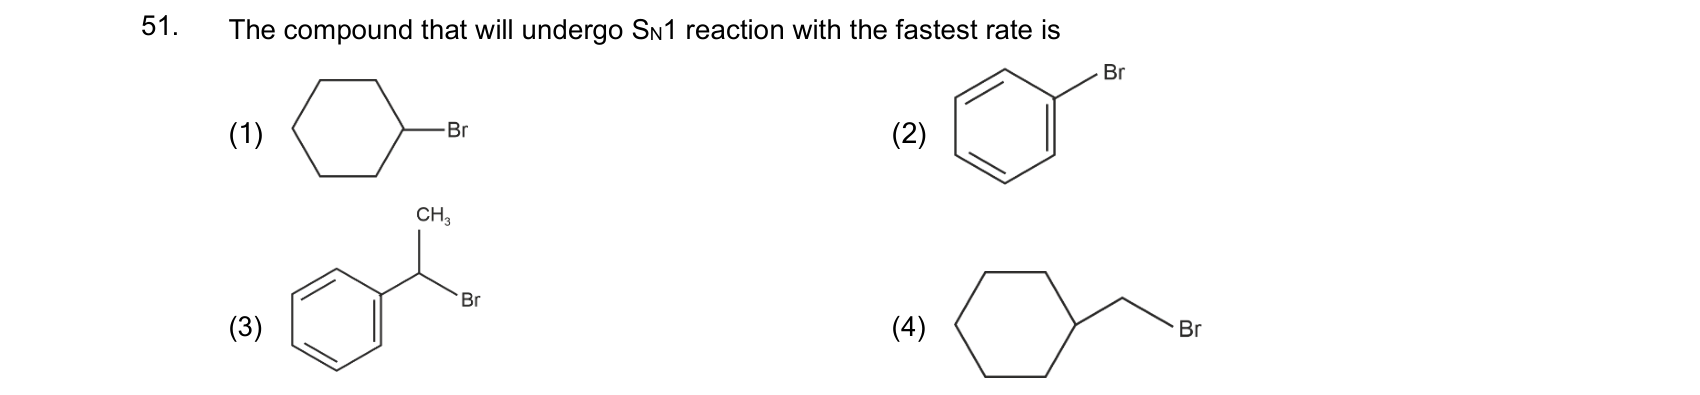 51. The compound that will undergo SN1 reaction with the fastest rate is
(1) Br
(2) Br
(3) CH₃ Br
(4) Br